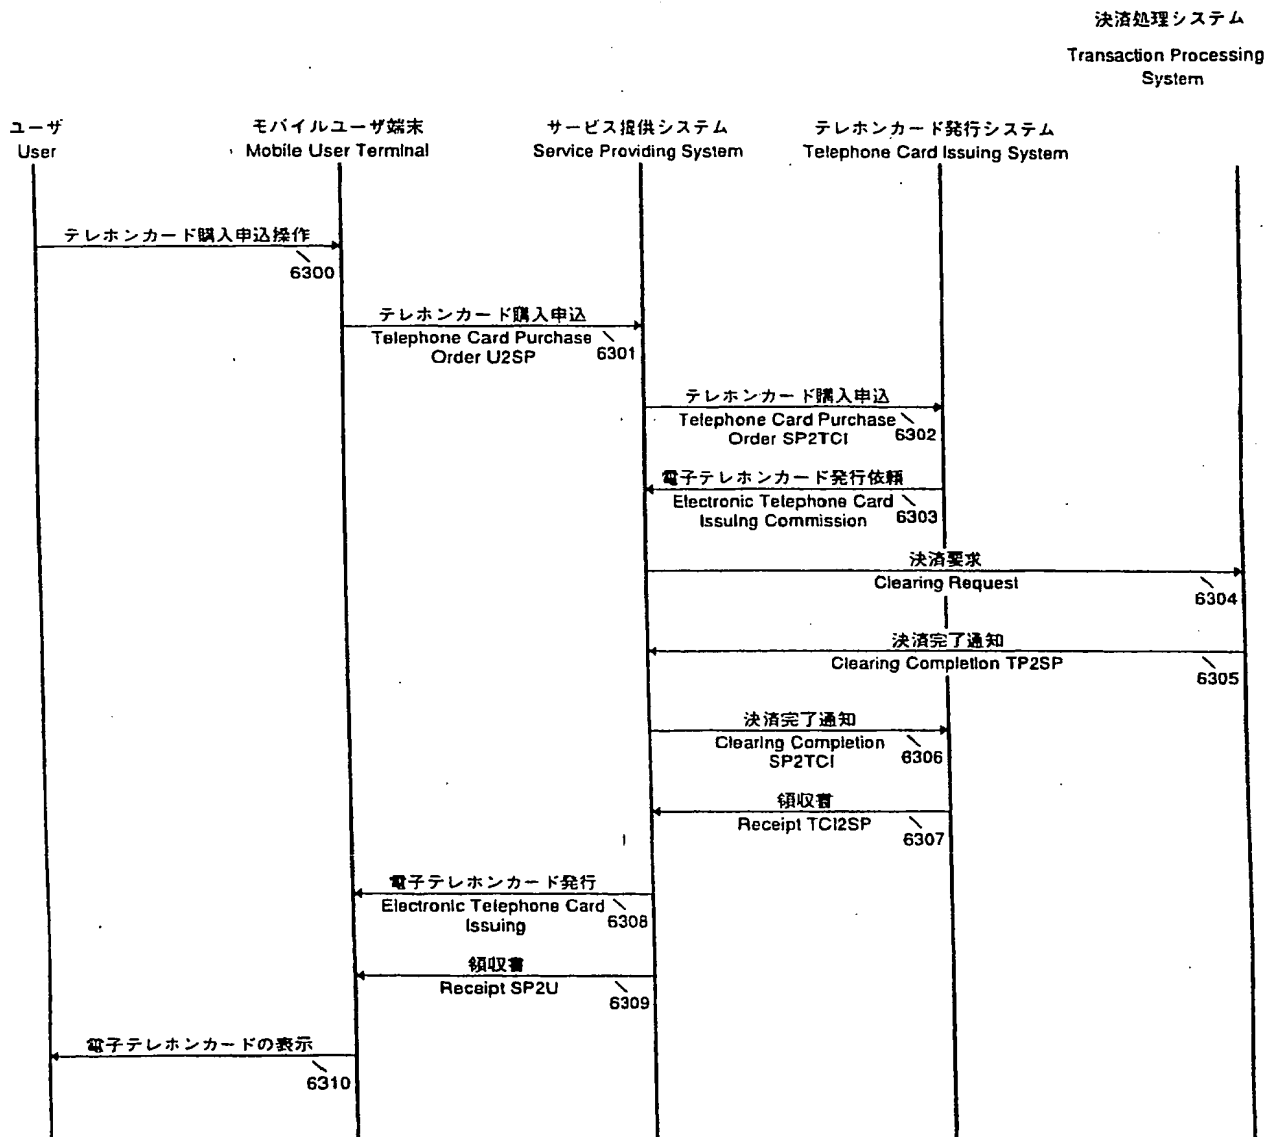 決済処理システム
Transaction Processing
System
ユーザ
User
モバイルユーザ端末
Mobile User Terminal
サービス提供システム
Service Providing System
テレホンカード発行システム
Telephone Card Issuing System
テレホンカード購入申込操作
6300
テレホンカード購入申込
Telephone Card Purchase
Order U2SP
6301
テレホンカード購入申込
Telephone Card Purchase
Order SP2TCI
6302
電子テレホンカード発行依頼
Electronic Telephone Card
Issuing Commission
6303
決済要求
Clearing Request
6304
決済完了通知
Clearing Completion TP2SP
6305
決済完了通知
Clearing Completion
SP2TCI
6306
領収書
Receipt TCI2SP
6307
電子テレホンカード発行
Electronic Telephone Card
Issuing
6308
領収書
Receipt SP2U
6309
電子テレホンカードの表示
6310